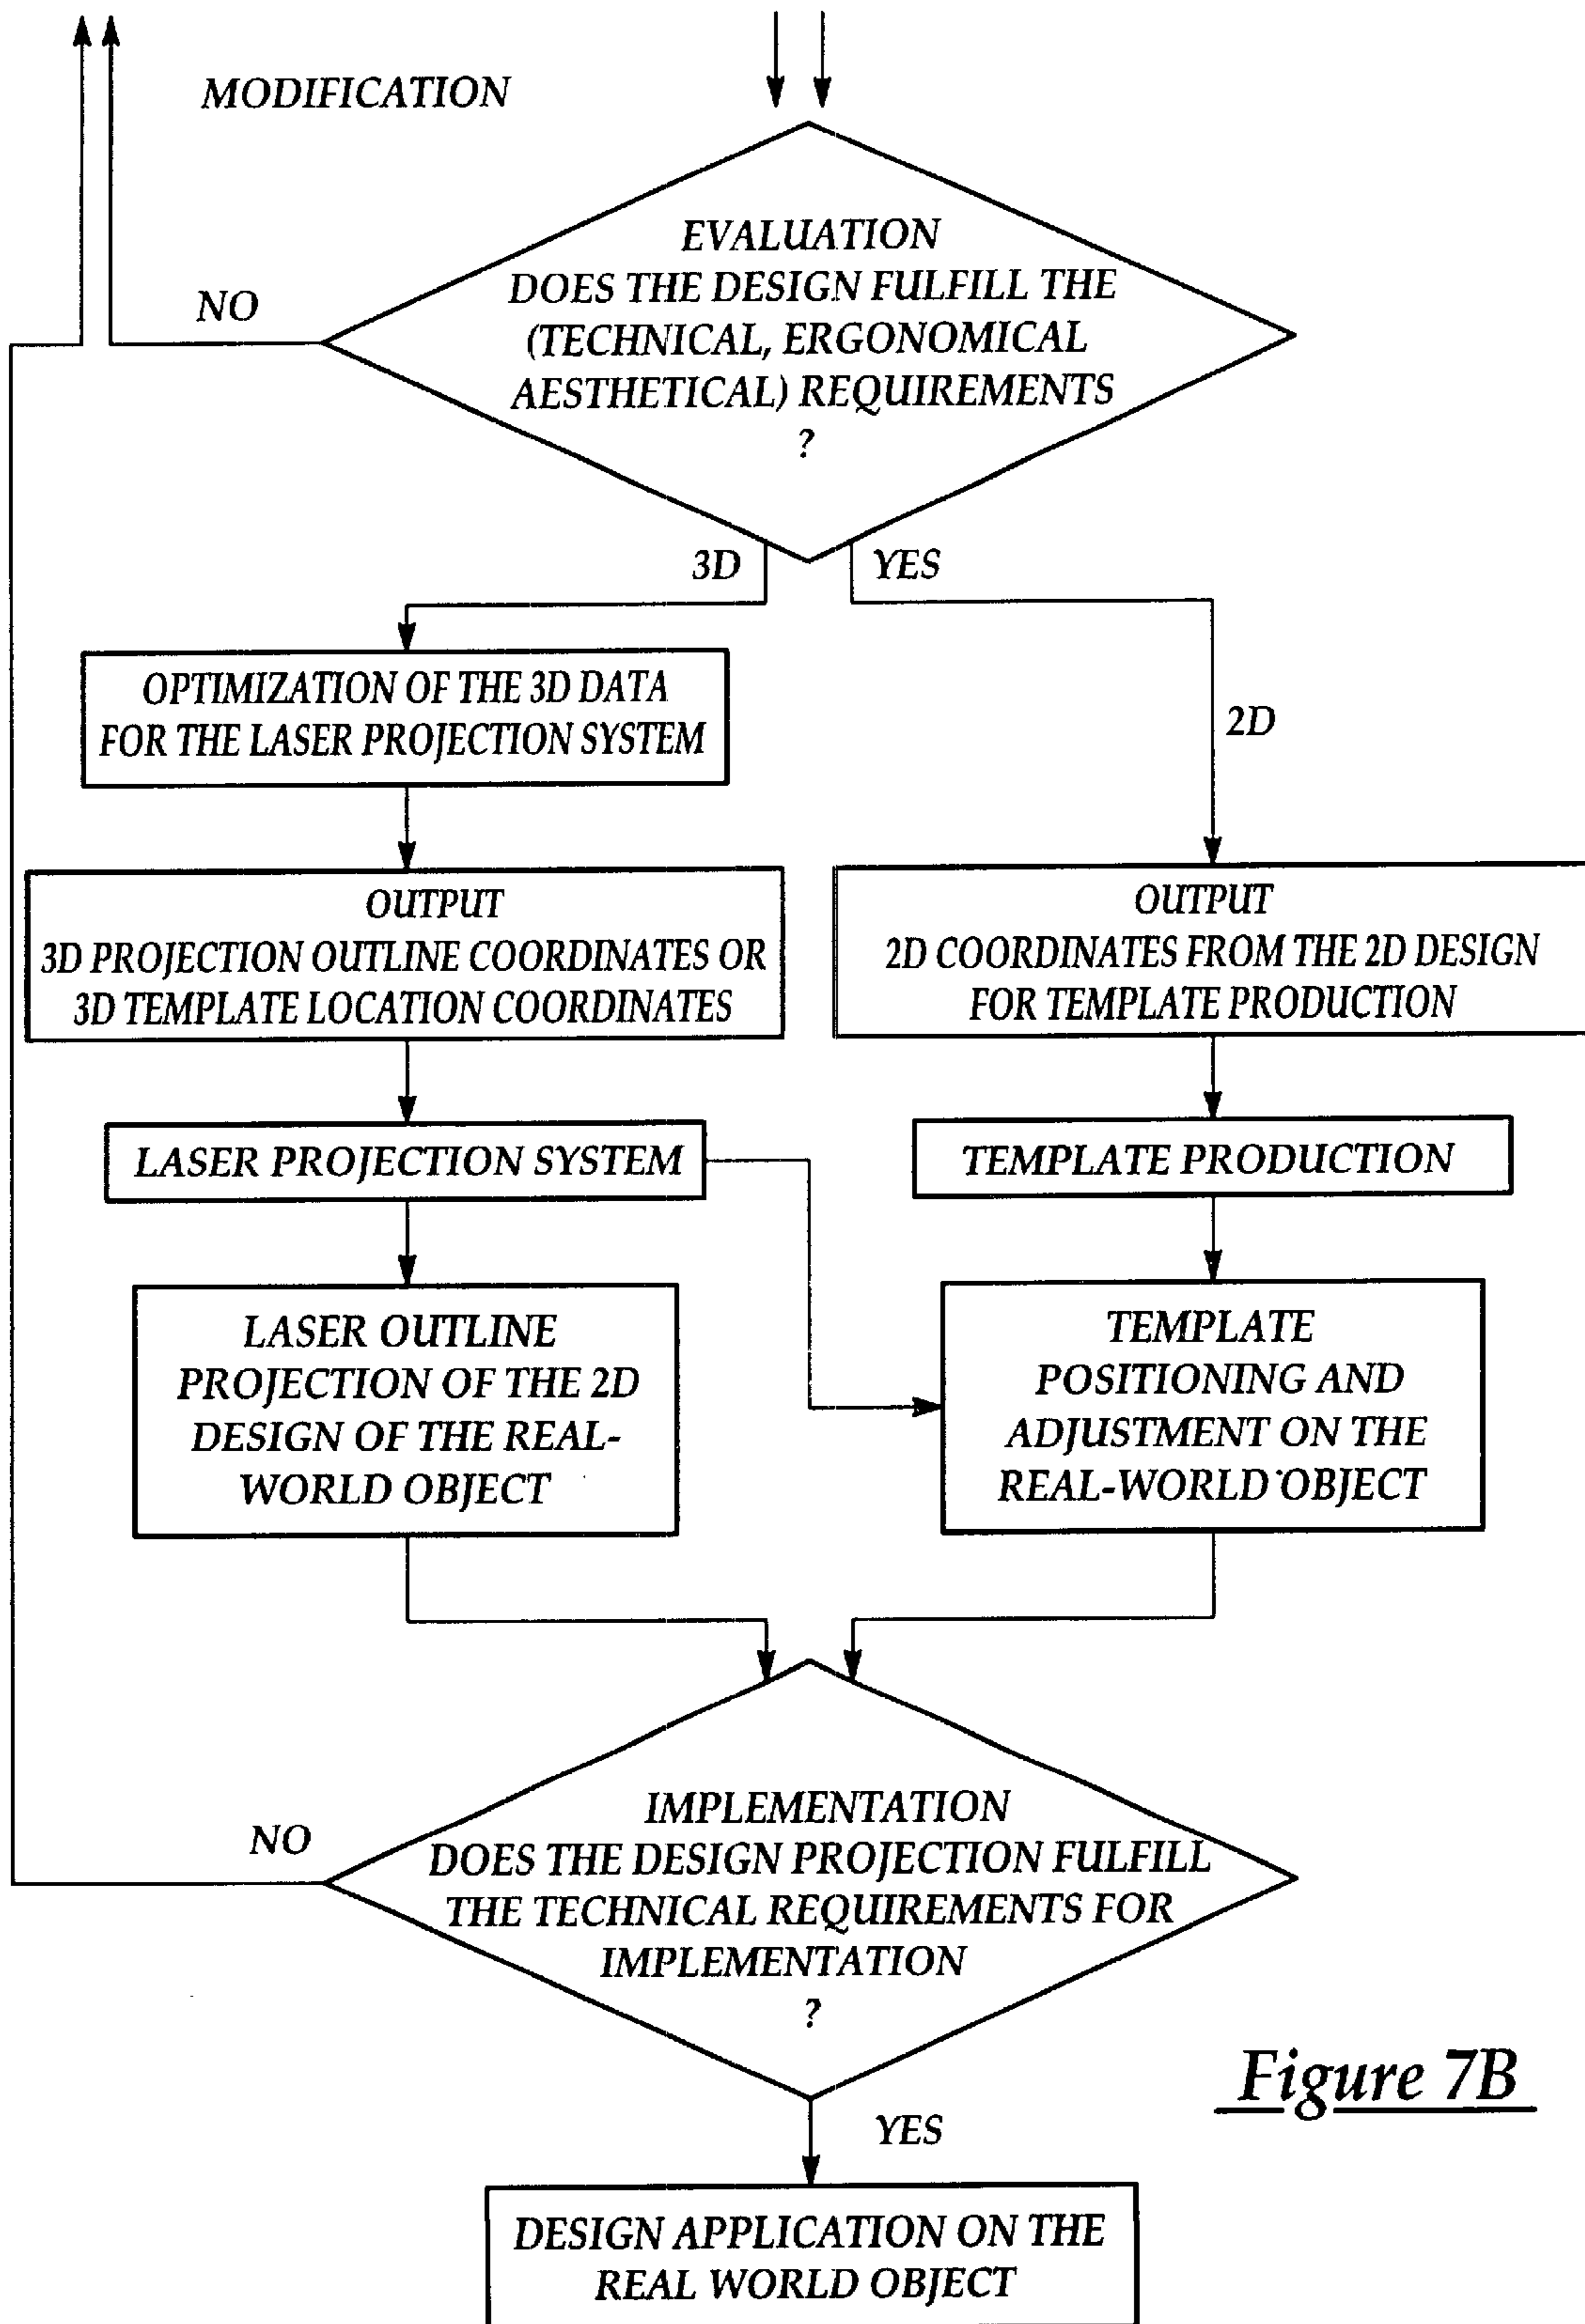 MODIFICATION
EVALUATION
DOES THE DESIGN FULFILL THE
(TECHNICAL, ERGONOMICAL
AESTHETICAL) REQUIREMENTS
?
NO
3D
YES
OPTIMIZATION OF THE 3D DATA
FOR THE LASER PROJECTION SYSTEM
2D
OUTPUT
3D PROJECTION OUTLINE COORDINATES OR
3D TEMPLATE LOCATION COORDINATES
OUTPUT
2D COORDINATES FROM THE 2D DESIGN
FOR TEMPLATE PRODUCTION
LASER PROJECTION SYSTEM
TEMPLATE PRODUCTION
LASER OUTLINE
PROJECTION OF THE 2D
DESIGN OF THE REAL-
WORLD OBJECT
TEMPLATE
POSITIONING AND
ADJUSTMENT ON THE
REAL-WORLD OBJECT
IMPLEMENTATION
DOES THE DESIGN PROJECTION FULFILL
THE TECHNICAL REQUIREMENTS FOR
IMPLEMENTATION
?
NO
YES
Figure 7B
DESIGN APPLICATION ON THE
REAL WORLD OBJECT